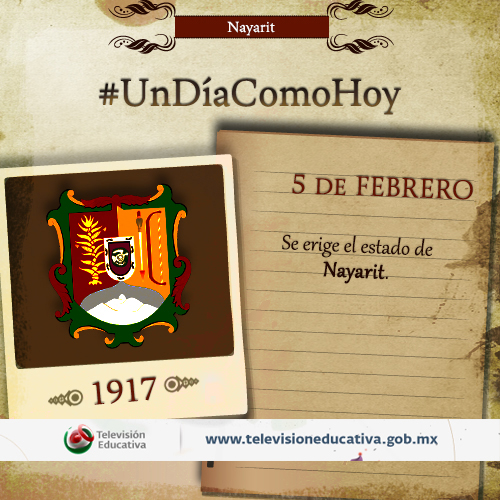 Nayarit
#UnDíaComoHoy
5 DE FEBRERO
Se erige el estado de
Nayarit.
1917
Televisión
Educativa
www.televisioneducativa.gob.mx